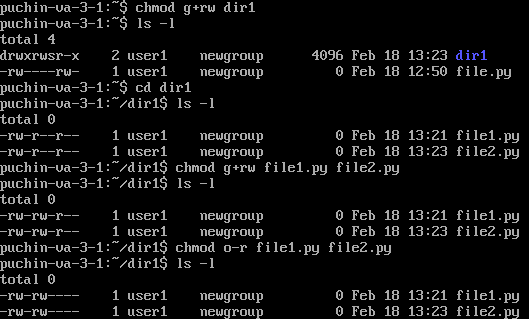 puchin-va-3-1:~$ chmod g+rw dir1
puchin-va-3-1:~$ ls -l
total 4
drwxrwsr-x 2 user1 newgroup 4096 Feb 18 13:23 dir1
-rw----rw- 1 user1 newgroup 0 Feb 18 12:50 file.py
puchin-va-3-1:~$ cd dir1
puchin-va-3-1:~/dir1$ ls -l
total 0
-rw-r--r-- 1 user1 newgroup 0 Feb 18 13:21 file1.py
-rw-r--r-- 1 user1 newgroup 0 Feb 18 13:23 file2.py
puchin-va-3-1:~/dir1$ chmod g+rw file1.py file2.py
puchin-va-3-1:~/dir1$ ls -l
total 0
-rw-rw-r-- 1 user1 newgroup 0 Feb 18 13:21 file1.py
-rw-rw-r-- 1 user1 newgroup 0 Feb 18 13:23 file2.py
puchin-va-3-1:~/dir1$ chmod o-r file1.py file2.py
puchin-va-3-1:~/dir1$ ls -l
total 0
-rw-rw---- 1 user1 newgroup 0 Feb 18 13:21 file1.py
-rw-rw---- 1 user1 newgroup 0 Feb 18 13:23 file2.py